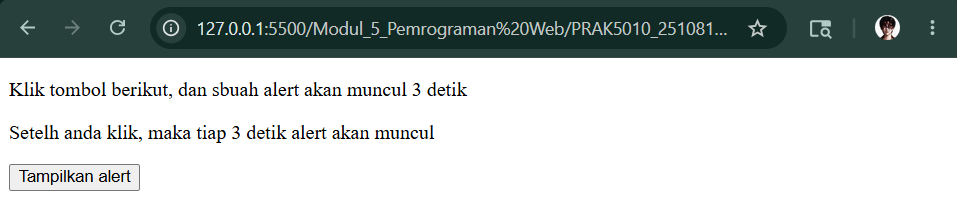 127.0.0.1:5500/Modul_5_Pemrograman%20Web/PRAK5010_251081...
Klik tombol berikut, dan sbuah alert akan muncul 3 detik
Setelh anda klik, maka tiap 3 detik alert akan muncul
Tampilkan alert